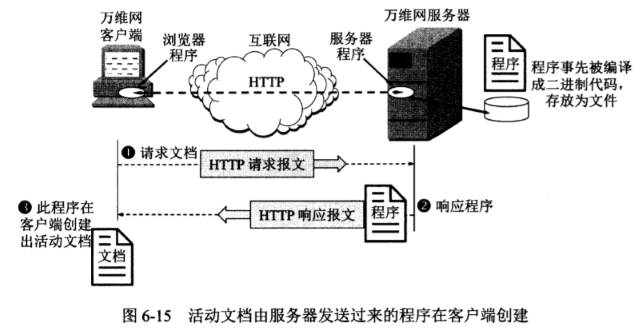 万维网
客户端
浏览器
程序
互联网
HTTP
服务器
程序
万维网服务器
程序
程序事先被编译
成二进制代码，
存放为文件
❶ 请求文档
HTTP 请求报文
❸ 此程序在
客户端创建
出活动文档
文档
HTTP 响应报文
程序
❷ 响应程序
图 6-15 活动文档由服务器发送过来的程序在客户端创建